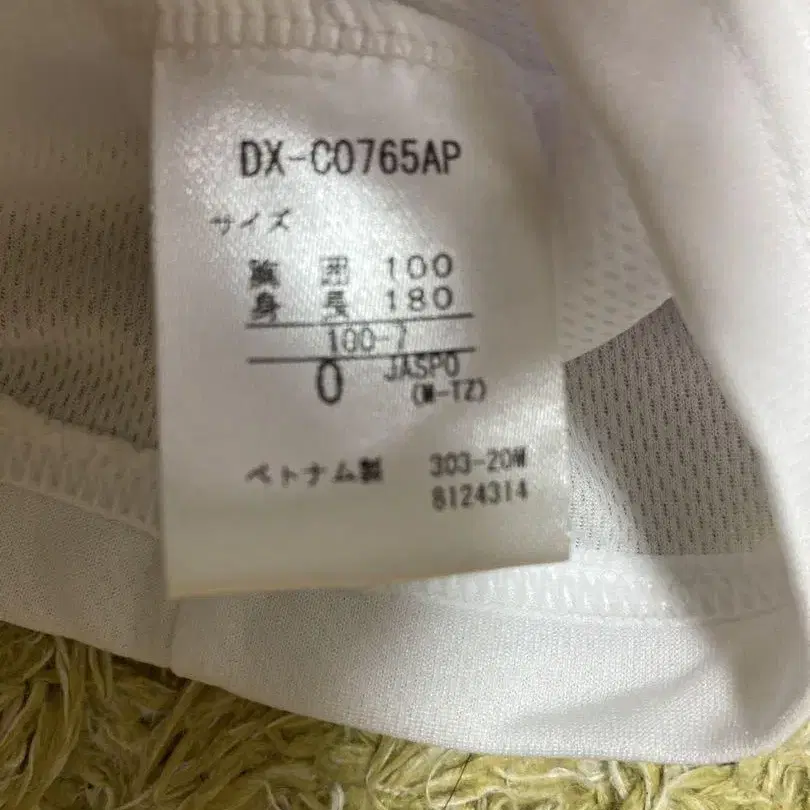 DX-C0765AP
サイズ
胸 囲 100
身 長 180
100-7
O JASPO
(M-TZ)
ベトナム製 303-20W
8124314